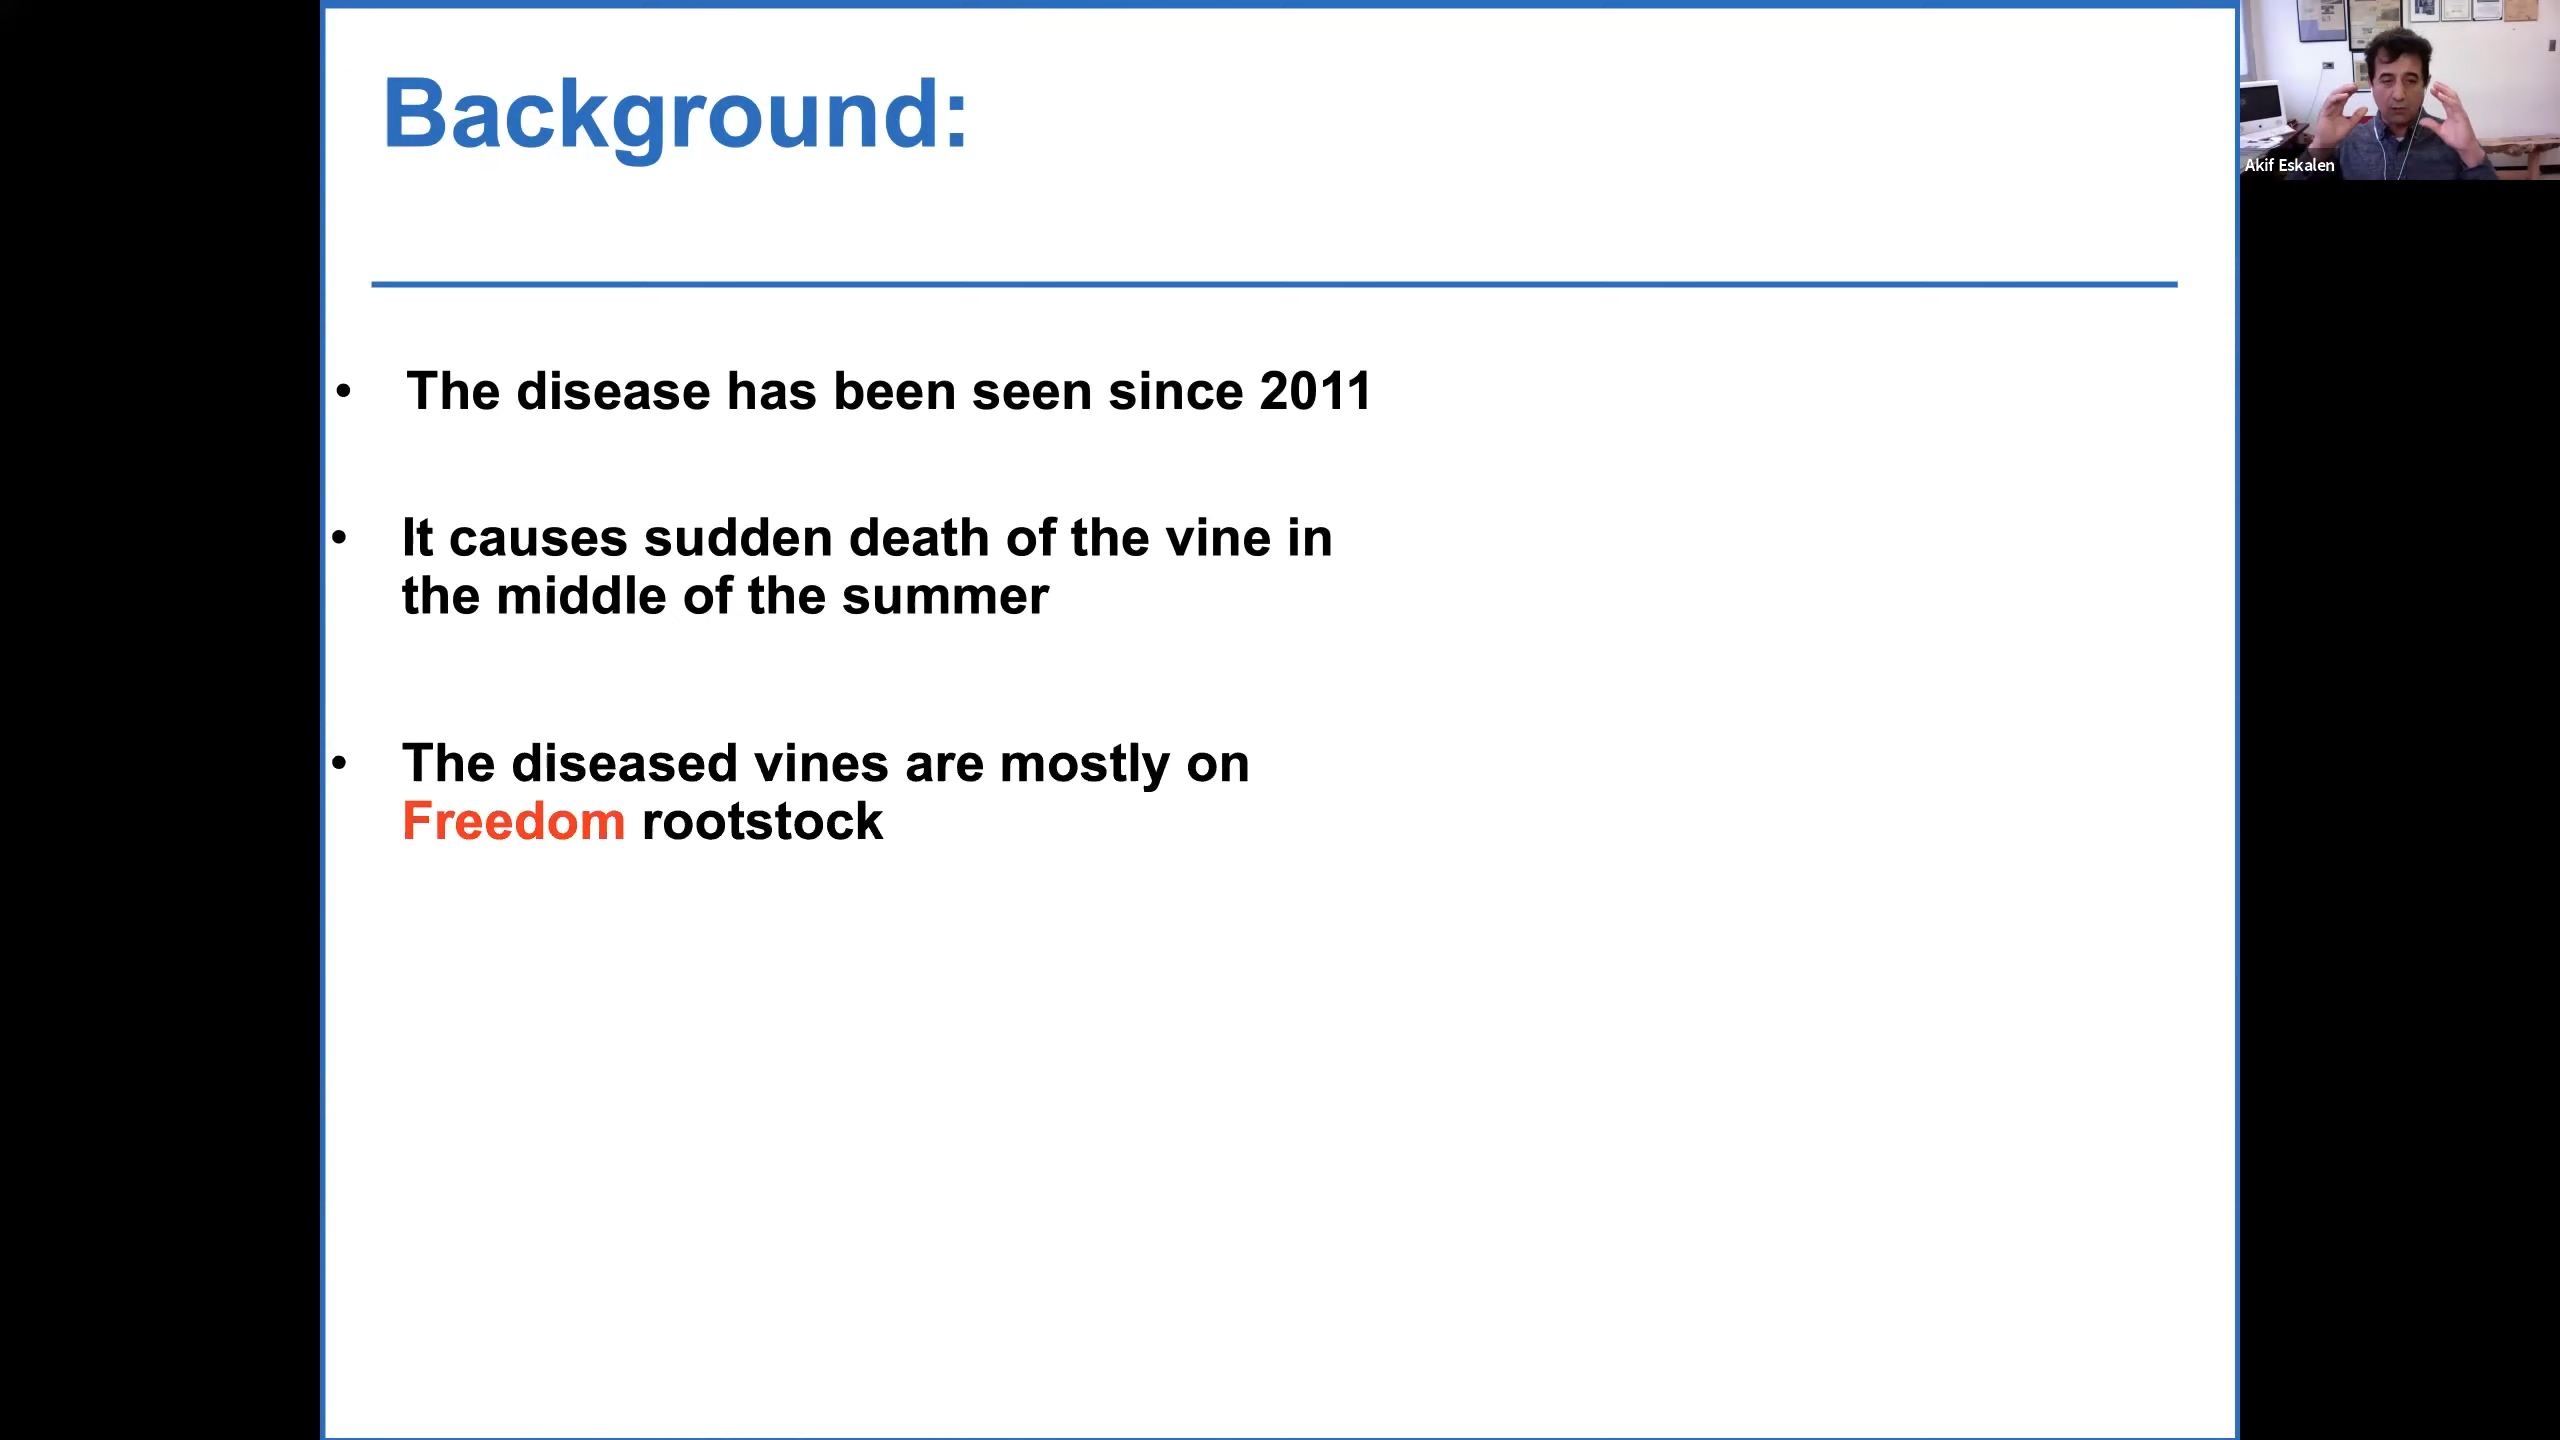 Background:
• The disease has been seen since 2011
• It causes sudden death of the vine in
the middle of the summer
• The diseased vines are mostly on
Freedom rootstock
Akif Eskalen